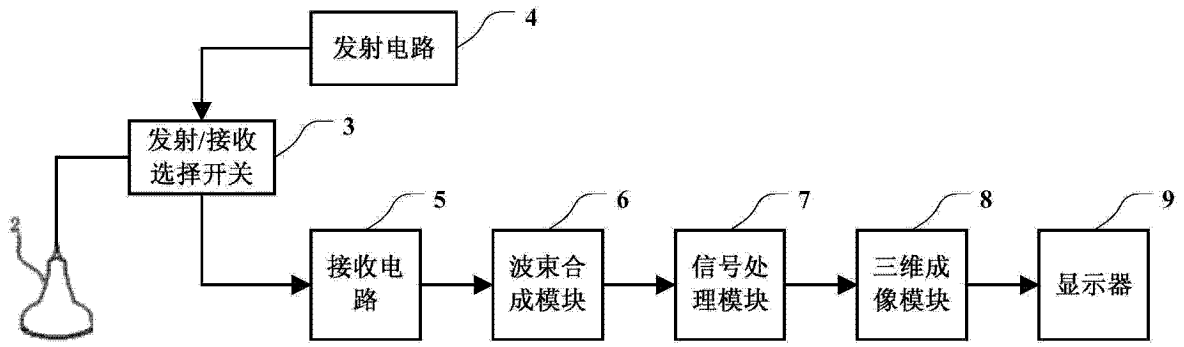 4
发射电路
3
发射/接收
选择开关
2
5
接收电
路
6
波束合
成模块
7
信号处
理模块
8
三维成
像模块
9
显示器